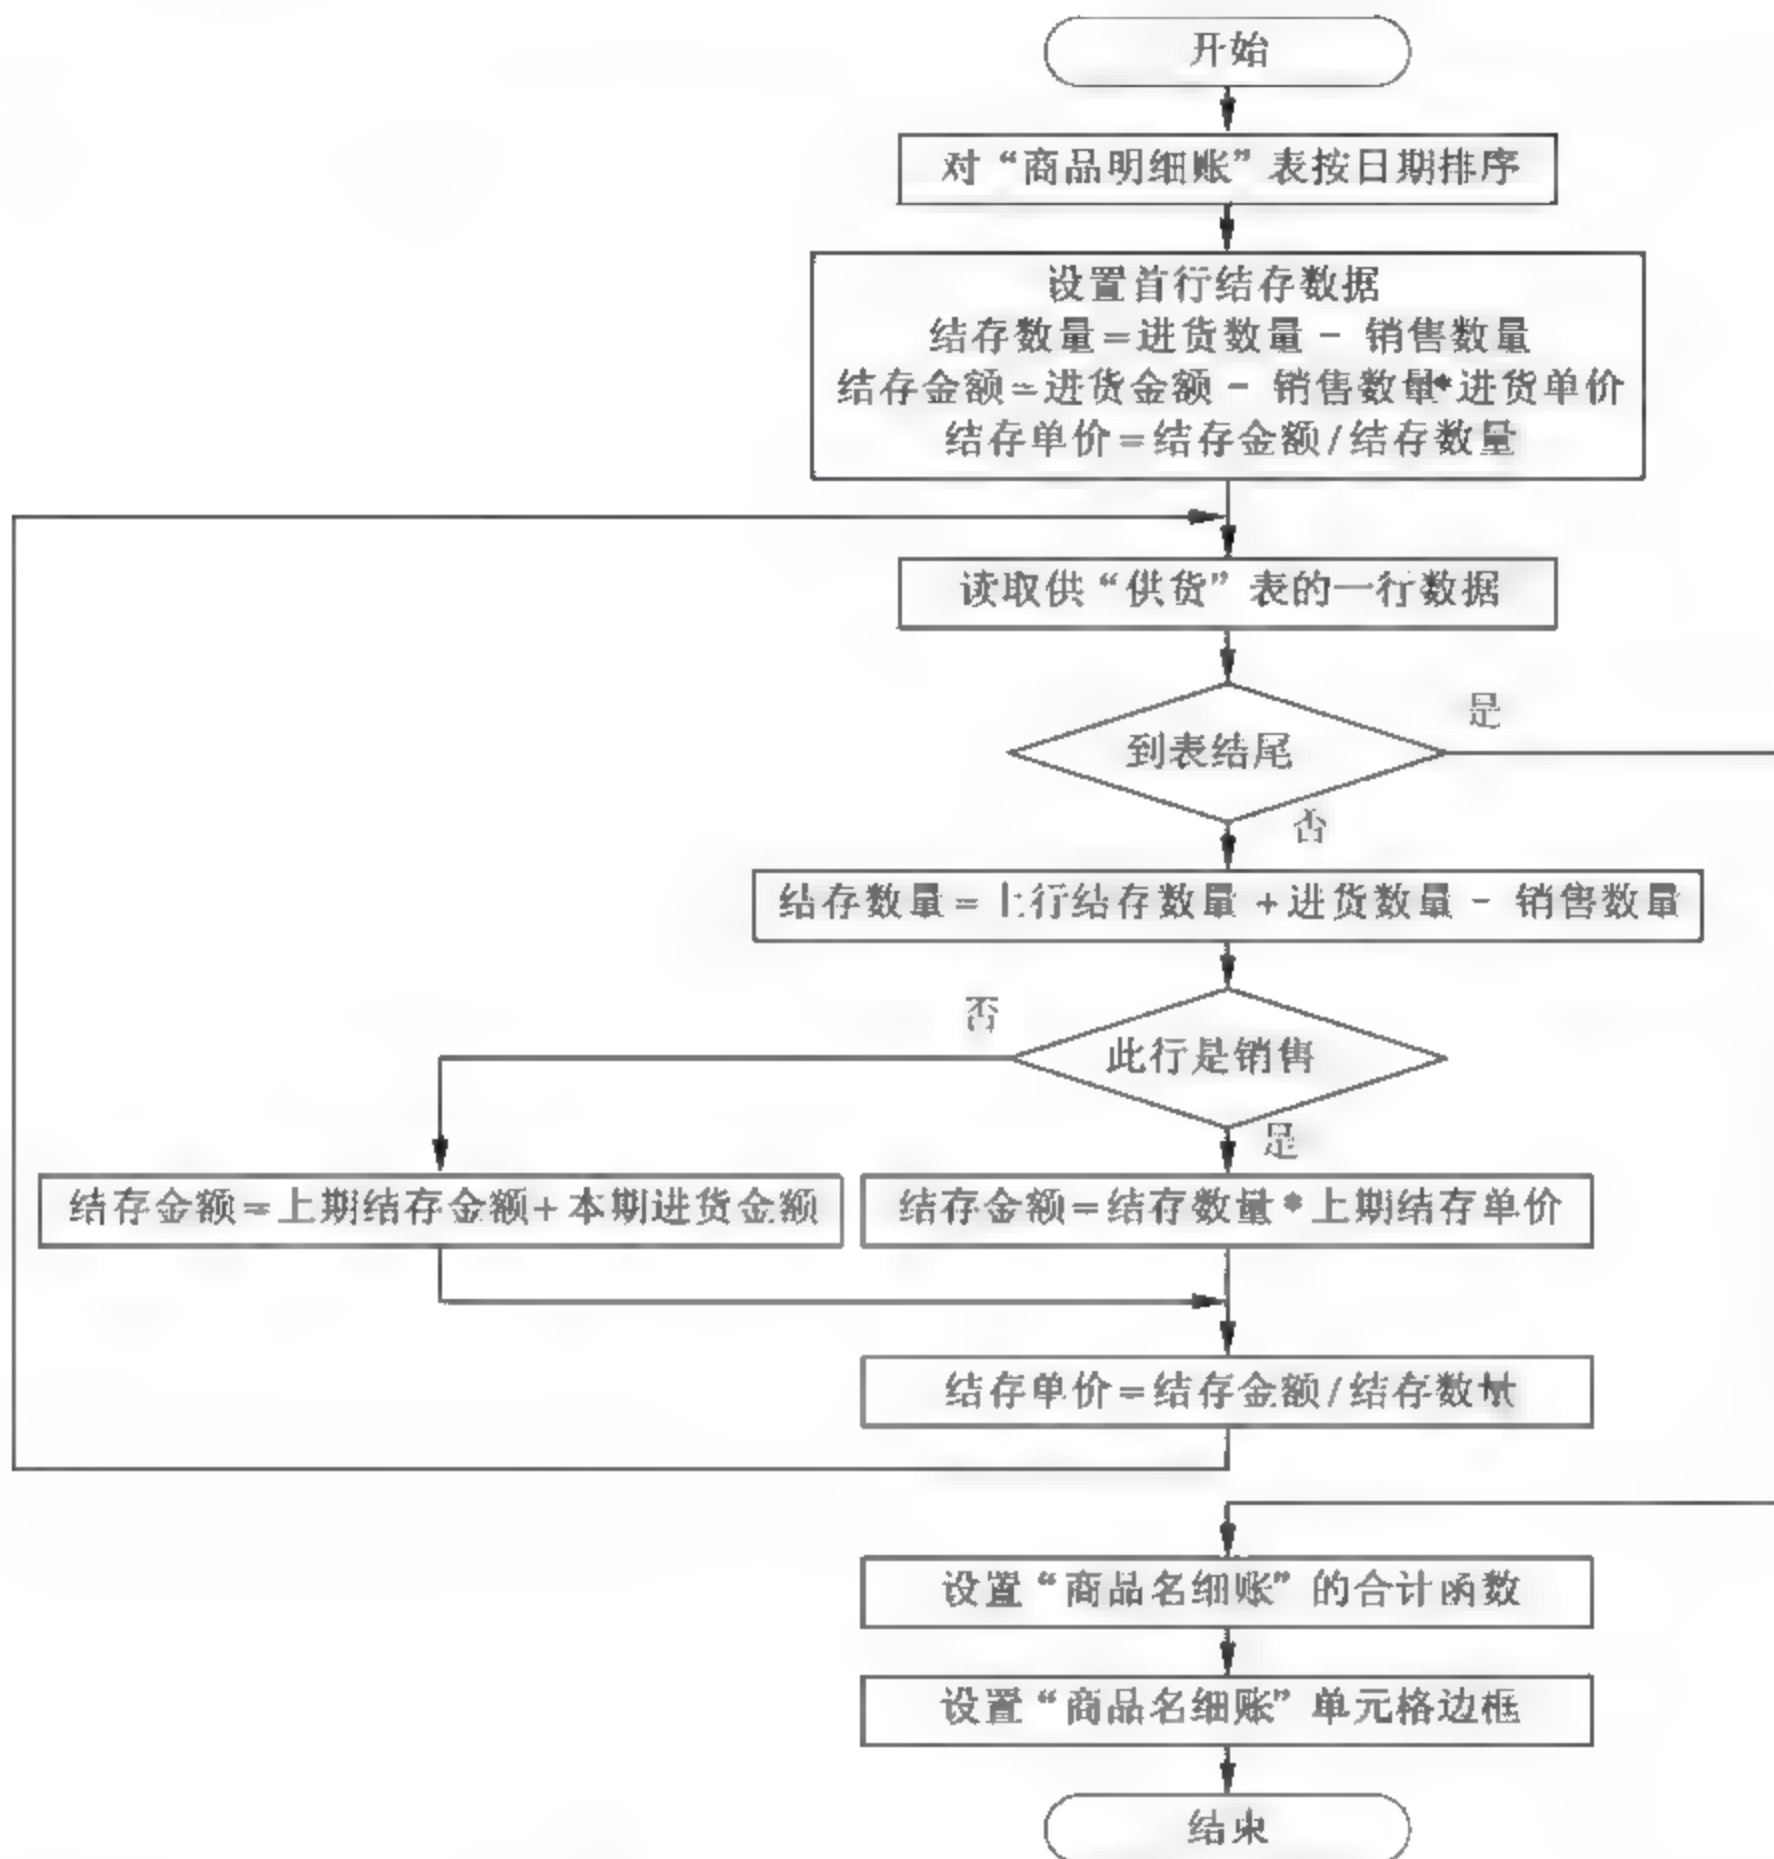 开始
对“商品明细账”表按日期排序
设置首行结存数据
结存数量=进货数量- 销售数量
结存金额=进货金额- 销售数量*进货单价
结存单价=结存金额/结存数量
读取供“供货”表的一行数据
到表结尾
是
否
结存数量=上行结存数量+进货数量- 销售数量
此行是销售
否
是
结存金额=上期结存金额+本期进货金额
结存金额=结存数量*上期结存单价
结存单价=结存金额/结存数量
设置“商品名细账”的合计函数
设置“商品名细账”单元格边框
结束